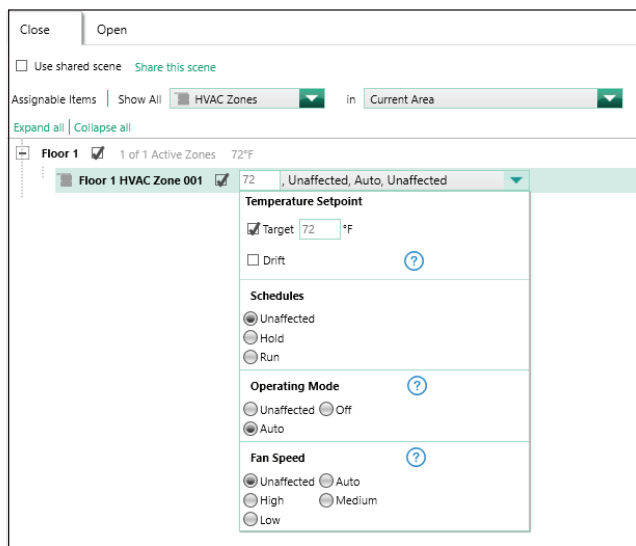 Close Open
Use shared scene Share this scene
Assignable Items Show All HVAC Zones in Current Area
Expand all Collapse all
Floor 1 1 of 1 Active Zones 72°F
Floor 1 HVAC Zone 001 72 , Unaffected, Auto, Unaffected
Temperature Setpoint
Target 72 °F
Drift ?
Schedules
Unaffected
Hold
Run
Operating Mode ?
Unaffected Off
Auto
Fan Speed ?
Unaffected Auto
High Medium
Low